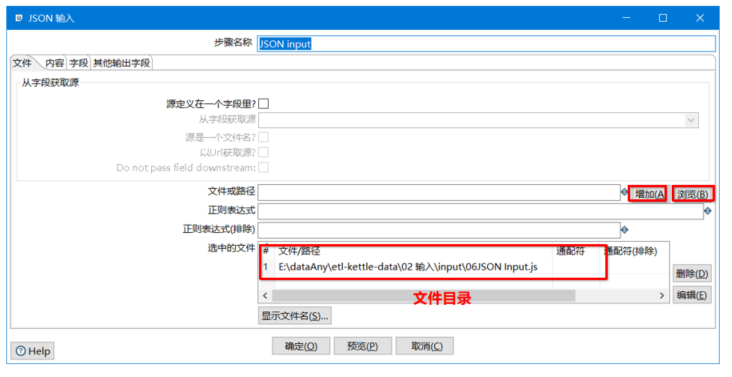 JSON 输入
步骤名称 JSON input
文件 内容 字段 其他输出字段
从字段获取源
源定义在一个字段里?
从字段获取源
源是一个文件名?
以Url获取源?
Do not pass field downstream:
文件或路径 增加(A 浏览(B)
正则表达式
正则表达式(排除)
选中的文件 # 文件/路径 通配符 通配符(排除)
1 E:\dataAny\etl-kettle-data\02 输入\input\06JSON Input.js
删除(D)
文件目录
编辑(E)
显示文件名(S)...
确定(O) 预览(P) 取消(C)
Help